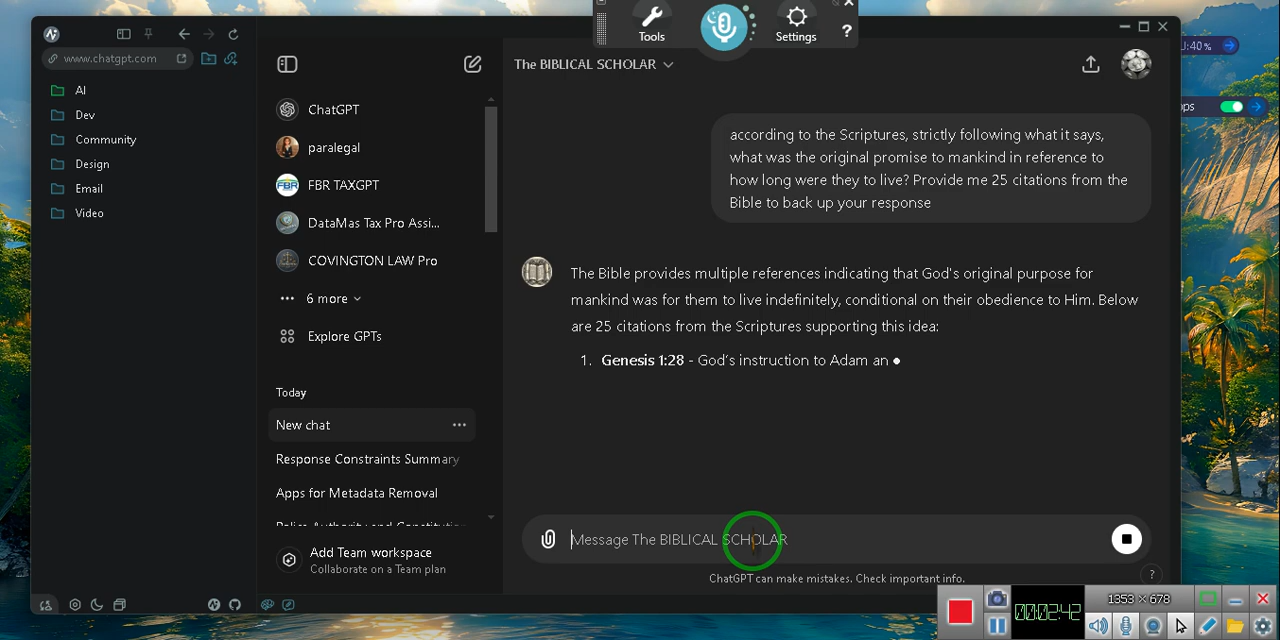 Tools
Settings
?
www.chatgpt.com
AI
Dev
Community
Design
Email
Video
ChatGPT
paralegal
FBR TAXGPT
DataMas Tax Pro Assi...
COVINGTON LAW Pro
6 more
Explore GPTs
Today
New chat
Response Constraints Summary
Apps for Metadata Removal
Add Team workspace
Collaborate on a Team plan
The BIBLICAL SCHOLAR
according to the Scriptures, strictly following what it says,
what was the original promise to mankind in reference to
how long were they to live? Provide me 25 citations from the
Bible to back up your response
The Bible provides multiple references indicating that God's original purpose for
mankind was for them to live indefinitely, conditional on their obedience to Him. Below
are 25 citations from the Scriptures supporting this idea:
1. Genesis 1:28 - God's instruction to Adam an
Message The BIBLICAL SCHOLAR
ChatGPT can make mistakes. Check important info.
?
J:40%
ops
1353 × 678
00:02:42